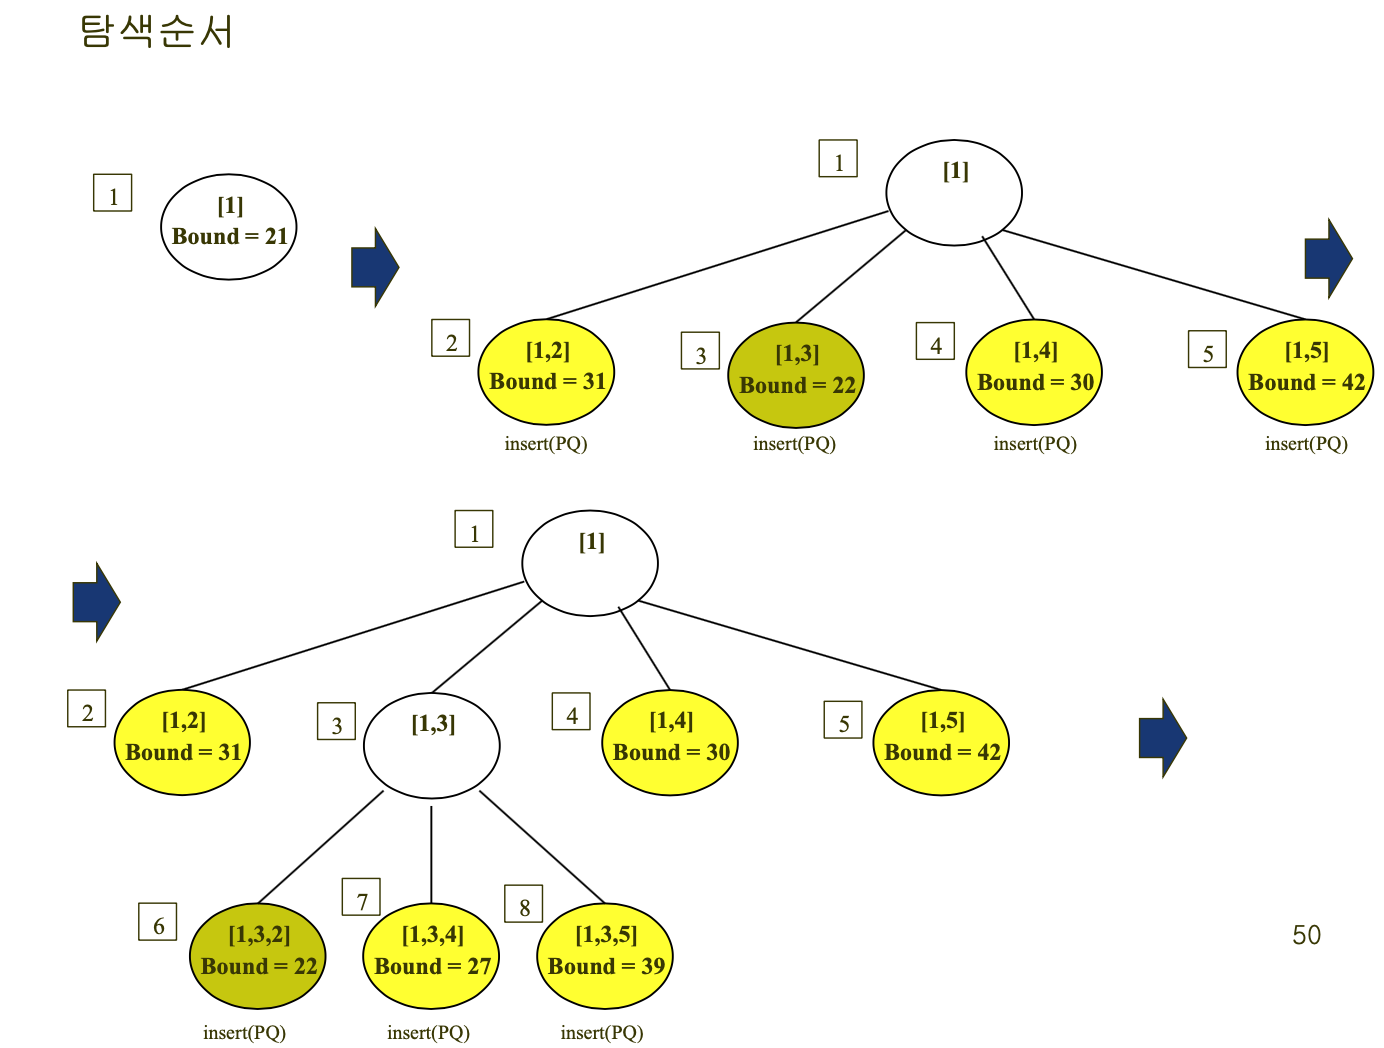 탐색순서
1
[1]
Bound = 21
1
[1]
2
[1,2]
Bound = 31
insert(PQ)
3
[1,3]
Bound = 22
insert(PQ)
4
[1,4]
Bound = 30
insert(PQ)
5
[1,5]
Bound = 42
insert(PQ)
1
[1]
2
[1,2]
Bound = 31
3
[1,3]
4
[1,4]
Bound = 30
5
[1,5]
Bound = 42
6
[1,3,2]
Bound = 22
insert(PQ)
7
[1,3,4]
Bound = 27
insert(PQ)
8
[1,3,5]
Bound = 39
insert(PQ)
50